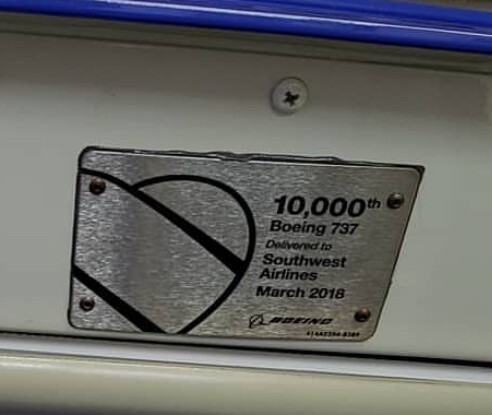 10,000th
Boeing 737
Delivered to
Southwest
Airlines
March 2018
BOEING